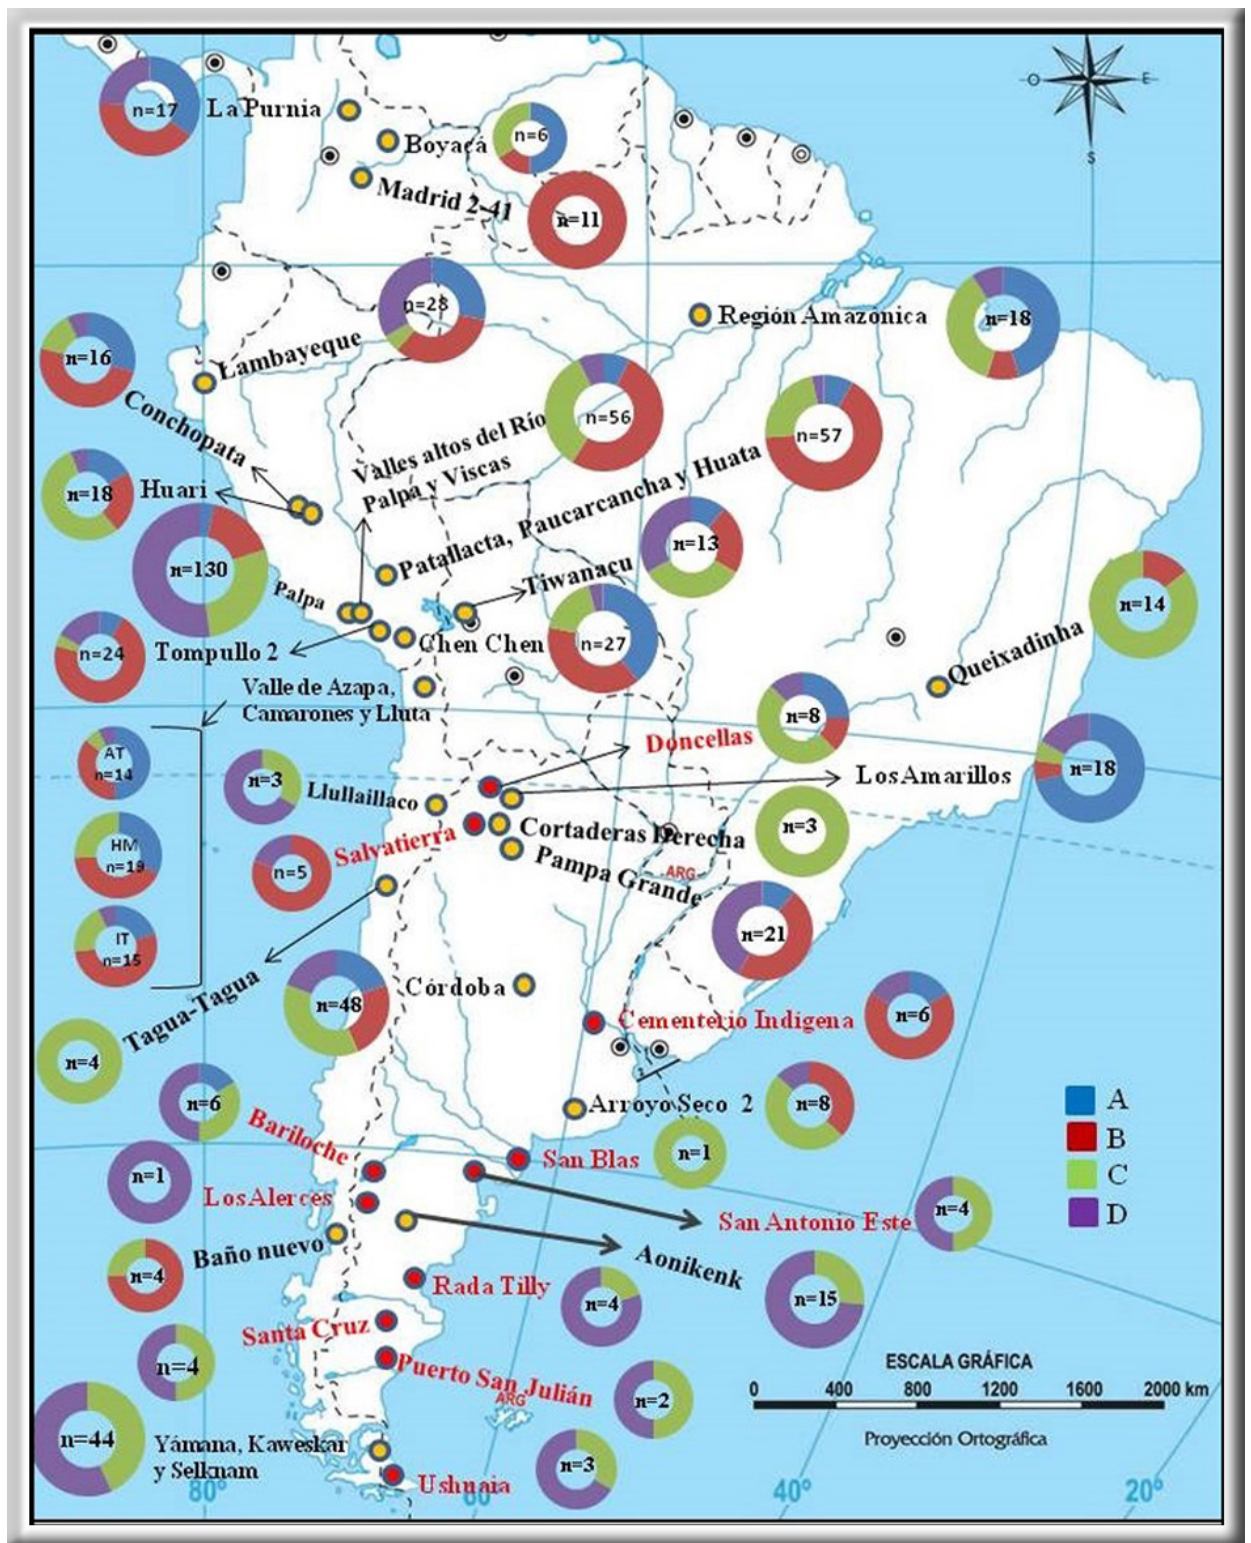 n=17
La Purnia
O
E
S
Boyacá
n=6
Madrid 2-41
n=11
n=28
Región Amazónica
n=18
n=16
Lambayeque
Conchopata
Valles altos del Río
Palpa y Viscas
n=56
n=57
n=18
Huari
Patallacta, Paucarcancha y Huata
n=130
n=13
Palpa
Tiwanacu
n=14
n=24
Tompullo 2
Chen Chen
n=27
Queixadinha
Valle de Azapa,
Camarones y Lluta
n=8
Doncellas
AT
n=14
n=3
Llullaillaco
Los Amarillos
n=18
Salvatierra
Cortaderas Derecha
n=3
HM
n=19
n=5
Pampa Grande
ARG
n=21
IT
n=15
Tagua-Tagua
n=48
Córdoba
Cementerio Indígena
n=6
n=4
n=6
Arroyo Seco 2
n=8
A
Bariloche
B
n=1
San Blas
n=1
C
Los Alerces
San Antonio Este
n=4
D
Baño nuevo
Aonikenk
n=4
Rada Tilly
n=4
n=15
Santa Cruz
n=4
Puerto San Julián
ARG
n=2
ESCALA GRÁFICA
0 400 800 1200 1600 2000 km
Proyección Ortográfica
n=44
Yámana, Kaweskar
y Selknam
n=3
Ushuaia
80°
60°
40°
20°